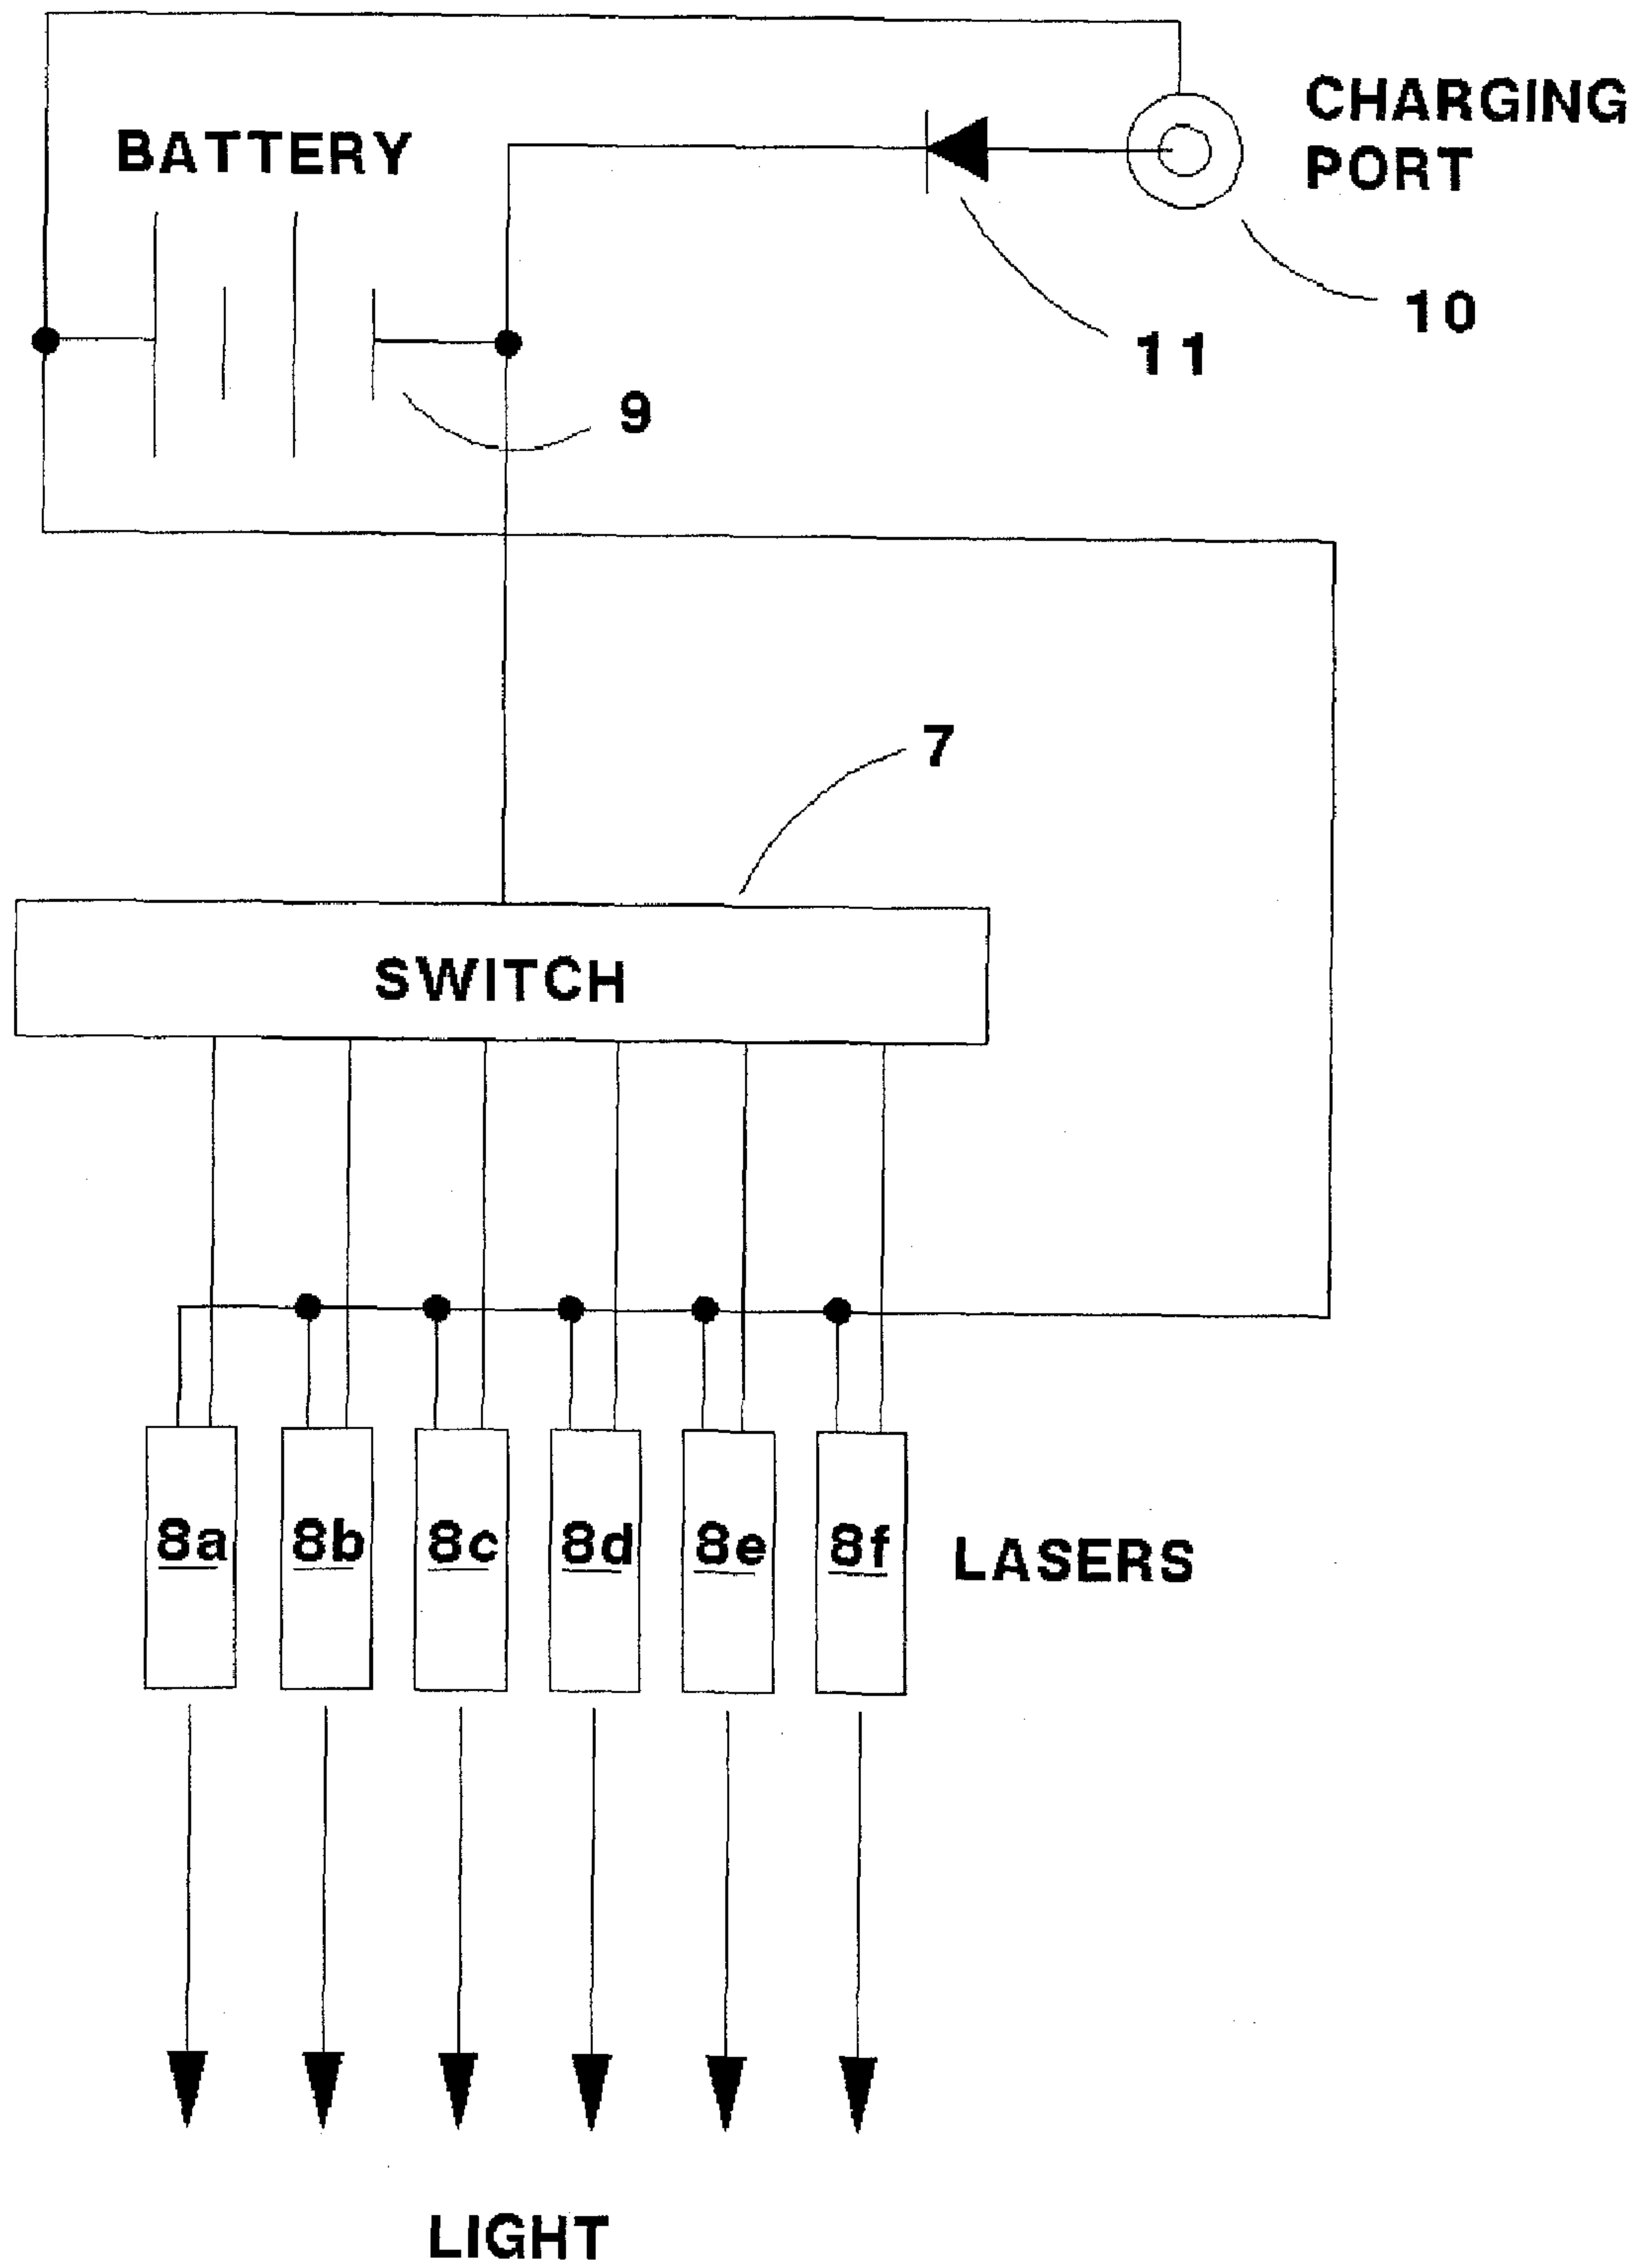 CHARGING
PORT
BATTERY
10
11
9
7
SWITCH
8a 8b 8c 8d 8e 8f
LASERS
LIGHT